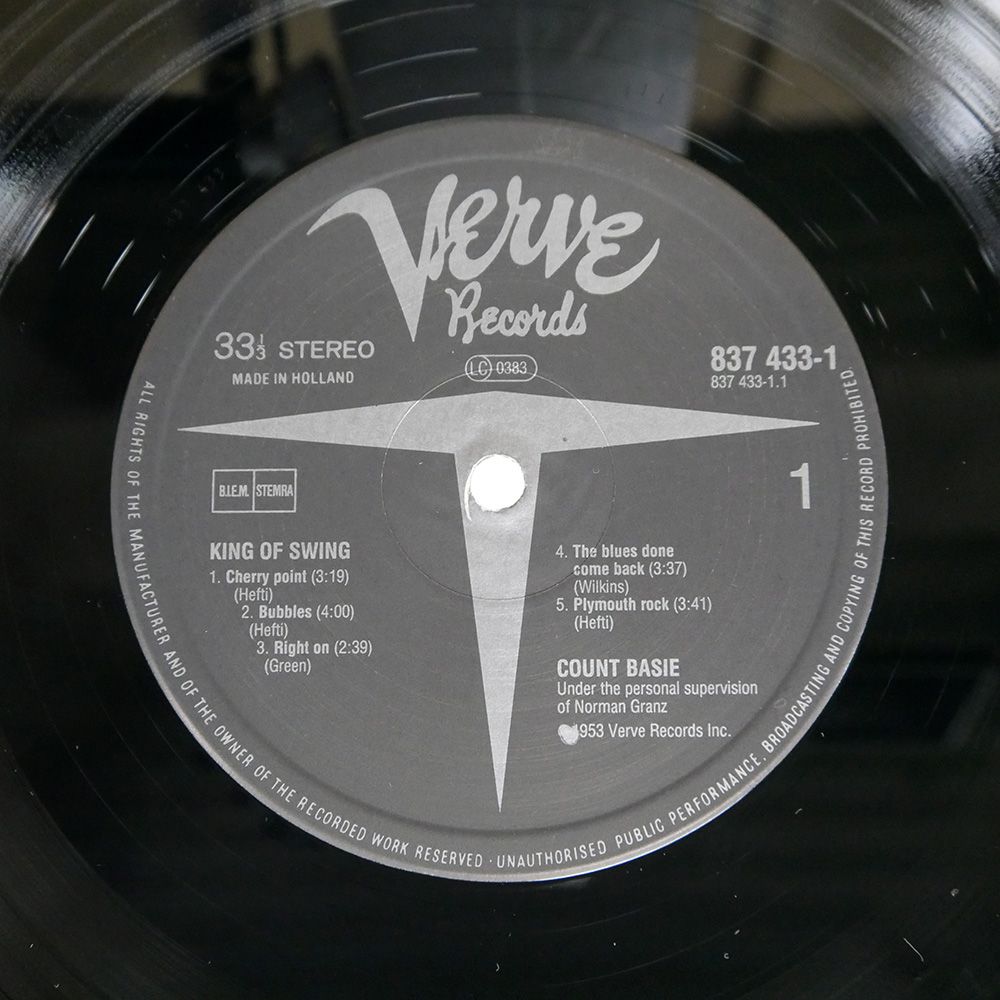 Verve
Records
33 1/3 STEREO
MADE IN HOLLAND
LC 0383
837 433-1
837 433-1.1
B.I.E.M. STEMRA
1
KING OF SWING
1. Cherry point (3:19)
(Hefti)
2. Bubbles (4:00)
(Hefti)
3. Right on (2:39)
(Green)
4. The blues done
come back (3:37)
(Wilkins)
5. Plymouth rock (3:41)
(Hefti)
COUNT BASIE
Under the personal supervision
of Norman Granz
1953 Verve Records Inc.
ALL RIGHTS OF THE MANUFACTURER AND OF THE OWNER OF THE RECORDED WORK RESERVED · UNAUTHORISED PUBLIC PERFORMANCE, BROADCASTING AND COPYING OF THIS RECORD PROHIBITED.